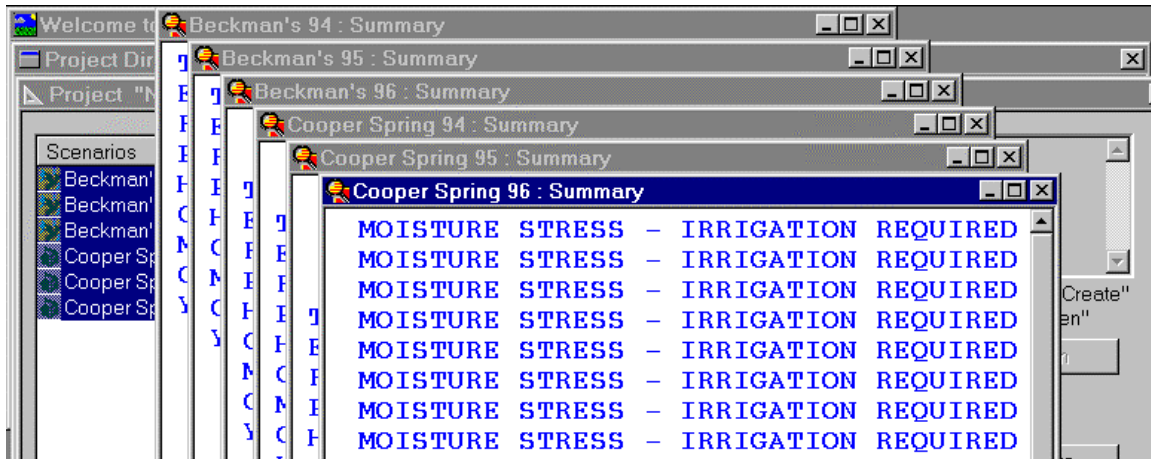 Welcome to
Beckman's 94 : Summary
Project Dir
Beckman's 95 : Summary
Project "N
Beckman's 96 : Summary
Cooper Spring 94 : Summary
Cooper Spring 95 : Summary
Cooper Spring 96 : Summary
Scenarios
Beckman'
Beckman'
Beckman'
Cooper Sp
Cooper Sp
Cooper Sp
MOISTURE STRESS – IRRIGATION REQUIRED
MOISTURE STRESS – IRRIGATION REQUIRED
MOISTURE STRESS – IRRIGATION REQUIRED
MOISTURE STRESS – IRRIGATION REQUIRED
MOISTURE STRESS – IRRIGATION REQUIRED
MOISTURE STRESS – IRRIGATION REQUIRED
MOISTURE STRESS – IRRIGATION REQUIRED
MOISTURE STRESS – IRRIGATION REQUIRED
Create"
en"